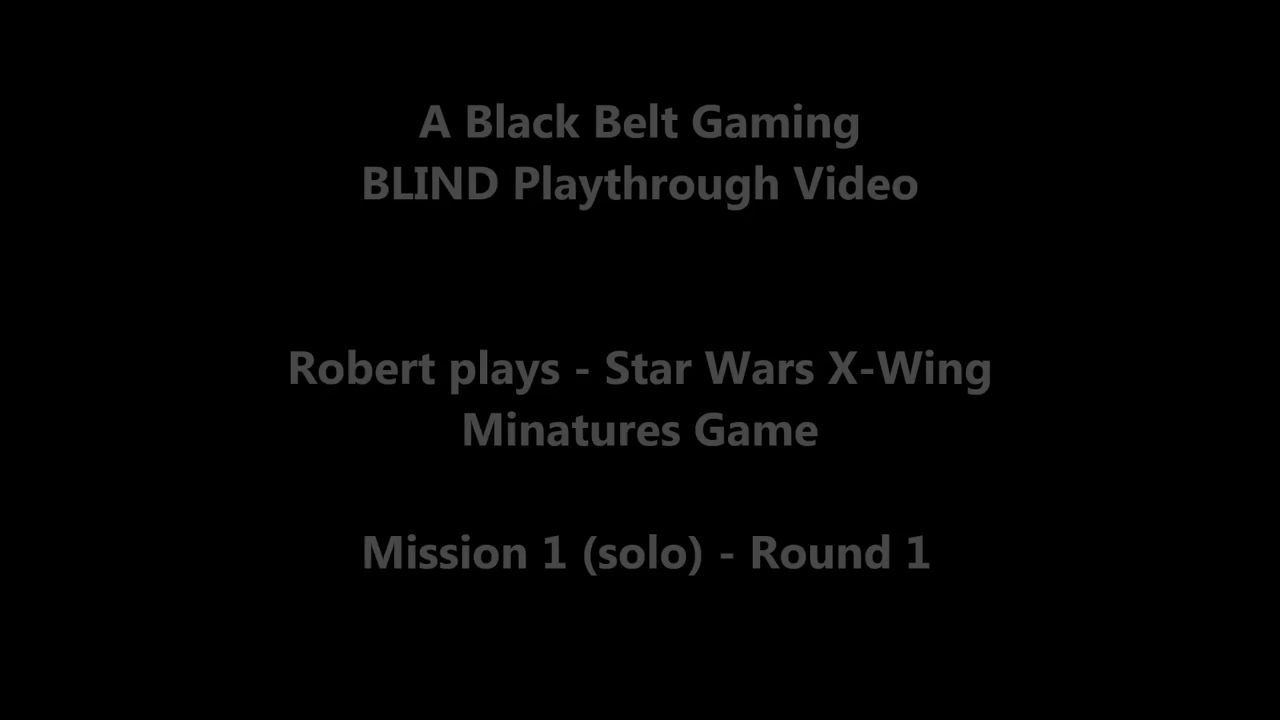 A Black Belt Gaming
BLIND Playthrough Video
Robert plays - Star Wars X-Wing
Minatures Game
Mission 1 (solo) - Round 1